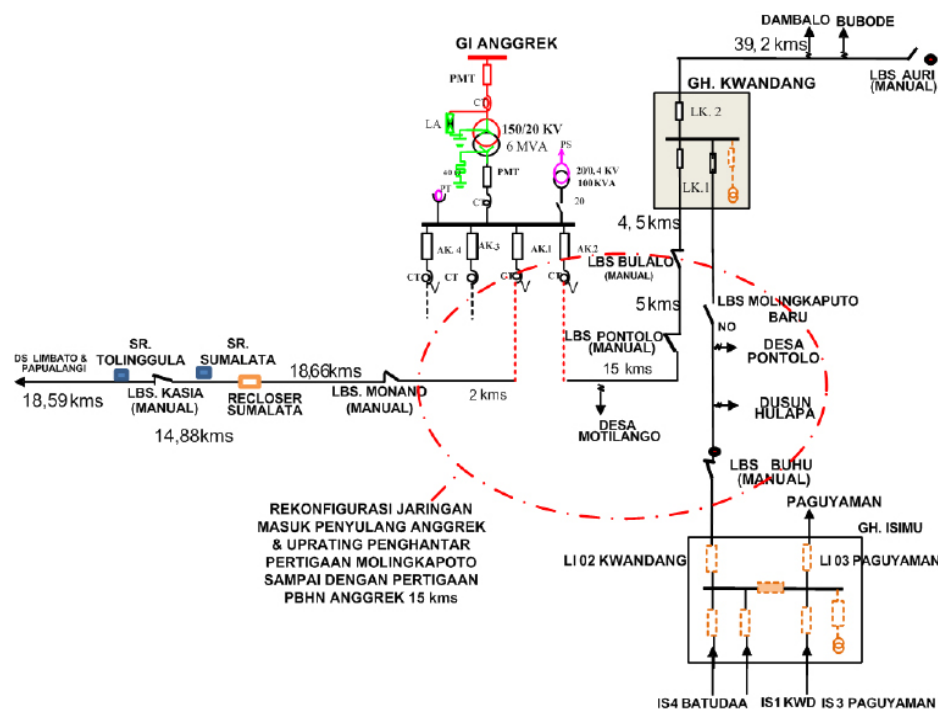 DAMBALO BUBODE
39, 2 kms
LBS AURI
(MANUAL)
GI ANGGREK
PMT
CT
LA
150/20 KV
6 MVA
40 Ω
PMT
CT
PT
PS
20/0, 4 KV
100 KVA
20
GH. KWANDANG
LK. 2
LK.1
4, 5kms
AK. 4
AK.3
AK.1
AK.2
CT
CT
CT
CT
LBS BULALO
(MANUAL)
5kms
LBS MOLINGKAPUTO
BARU
NO
LBS PONTOLO
(MANUAL)
DESA
PONTOLO
15 kms
DS LIMBATO &
PAPUALANGI
SR.
TOLINGGULA
SR.
SUMALATA
18,66kms
18,59 kms
LBS. KASIA
(MANUAL)
RECLOSER
SUMALATA
LBS. MONANO
(MANUAL)
2 kms
14,88kms
DESA
MOTILANGO
DUSUN
HULAPA
LBS BUHU
(MANUAL)
REKONFIGURASI JARINGAN
MASUK PENYULANG ANGGREK
& UPRATING PENGHANTAR
PERTIGAAN MOLINGKAPOTO
SAMPAI DENGAN PERTIGAAN
PBHN ANGGREK 15 kms
PAGUYAMAN
GH. ISIMU
LI 02 KWANDANG
LI 03 PAGUYAMAN
IS4 BATUDAA
IS1 KWD
IS3 PAGUYAMAN